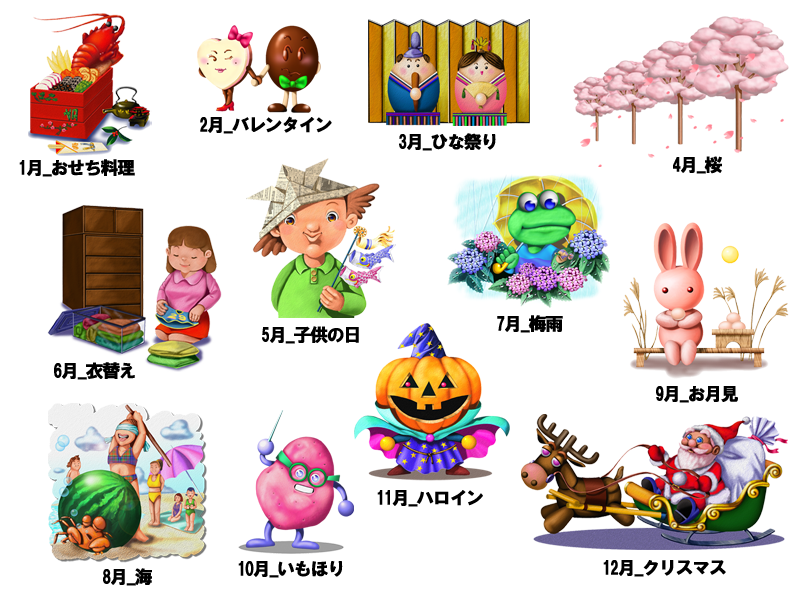 1月_おせち料理
2月_バレンタイン
3月_ひな祭り
4月_桜
5月_子供の日
6月_衣替え
7月_梅雨
8月_海
9月_お月見
10月_いもほり
11月_ハロイン
12月_クリスマス